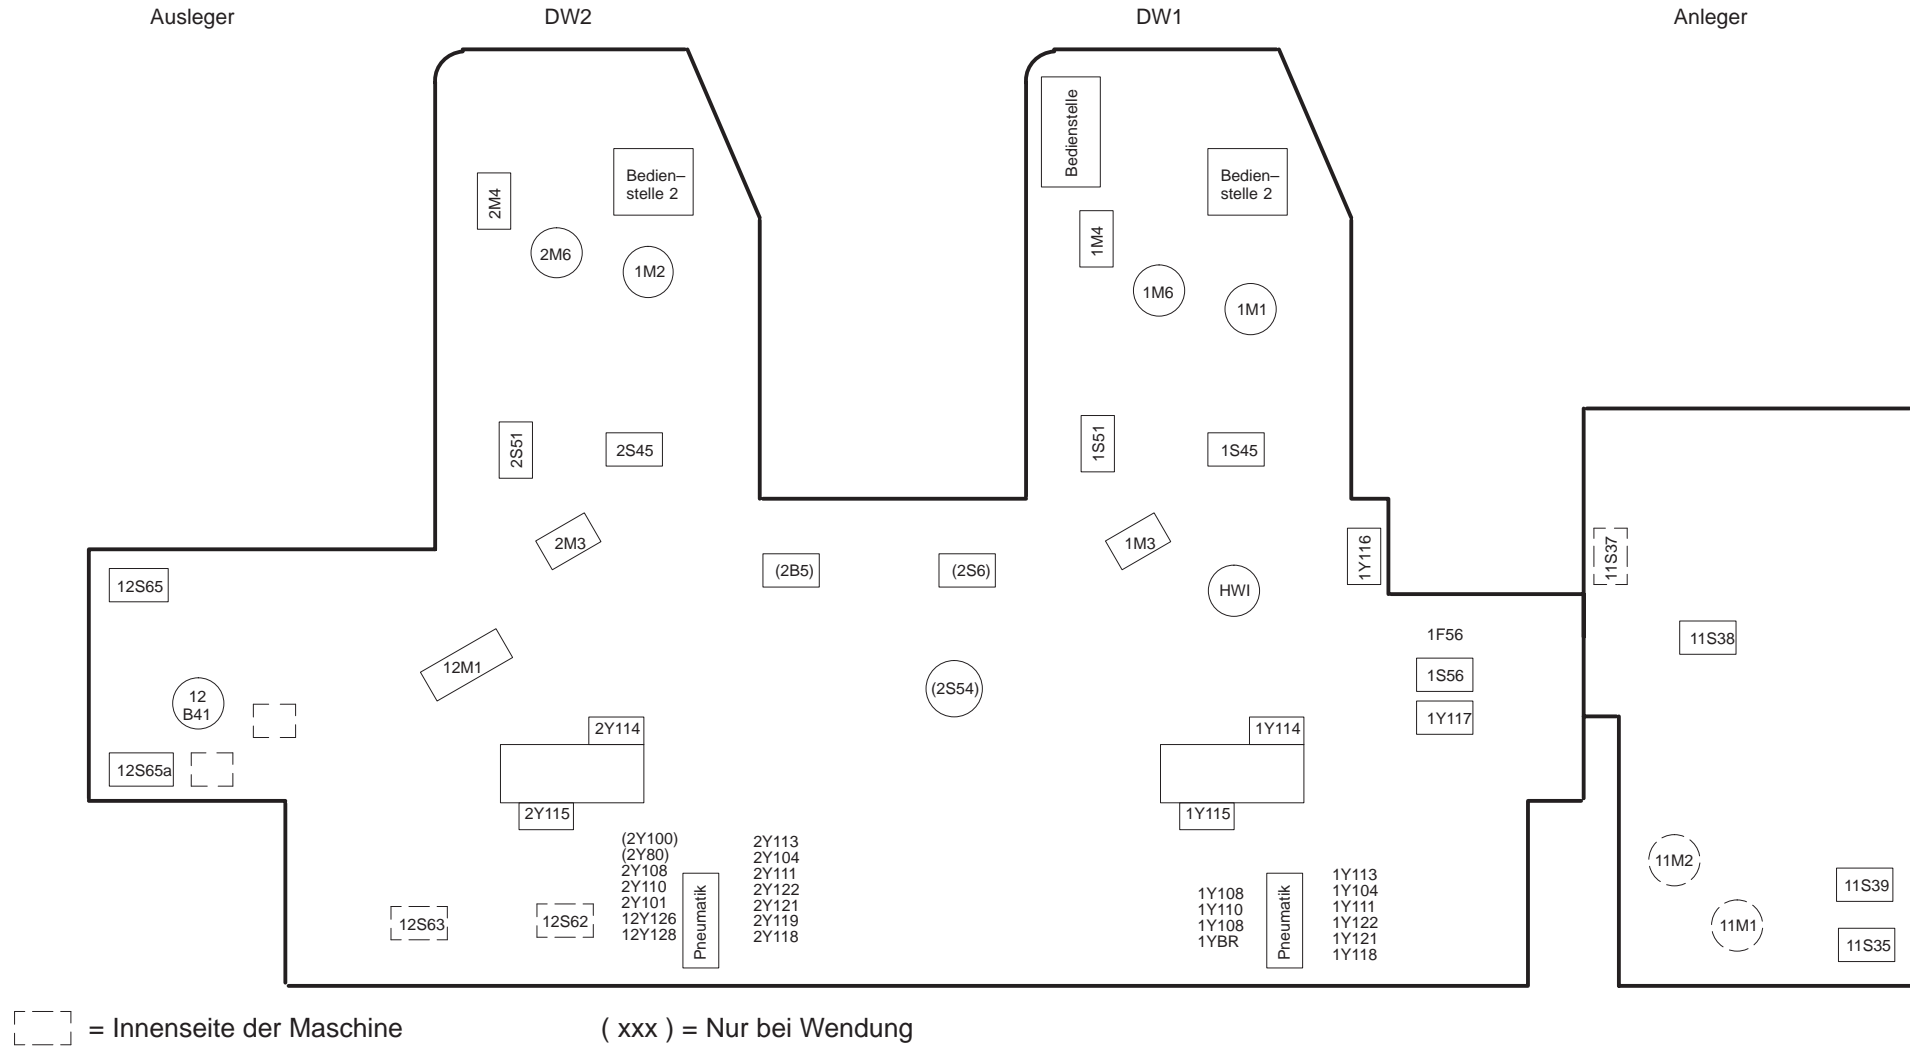 Ausleger
DW2
DW1
Anleger
Bedienstelle
Bedien–
stelle 2
2M4
2M6
1M2
Bedien–
stelle 2
1M4
1M6
1M1
2S51
2S45
1S51
1S45
2M3
(2B5)
(2S6)
1M3
HWI
1Y116
11S37
12S65
12M1
12
B41
12S65a
(2S54)
1F56
1S56
1Y117
11S38
2Y114
2Y115
1Y114
1Y115
(2Y100)
(2Y80)
2Y108
2Y110
2Y101
12Y126
12Y128
Pneumatik
2Y113
2Y104
2Y111
2Y122
2Y121
2Y119
2Y118
12S63
12S62
1Y108
1Y110
1Y108
1YBR
Pneumatik
1Y113
1Y104
1Y111
1Y122
1Y121
1Y118
11M2
11M1
11S39
11S35
= Innenseite der Maschine
( xxx ) = Nur bei Wendung